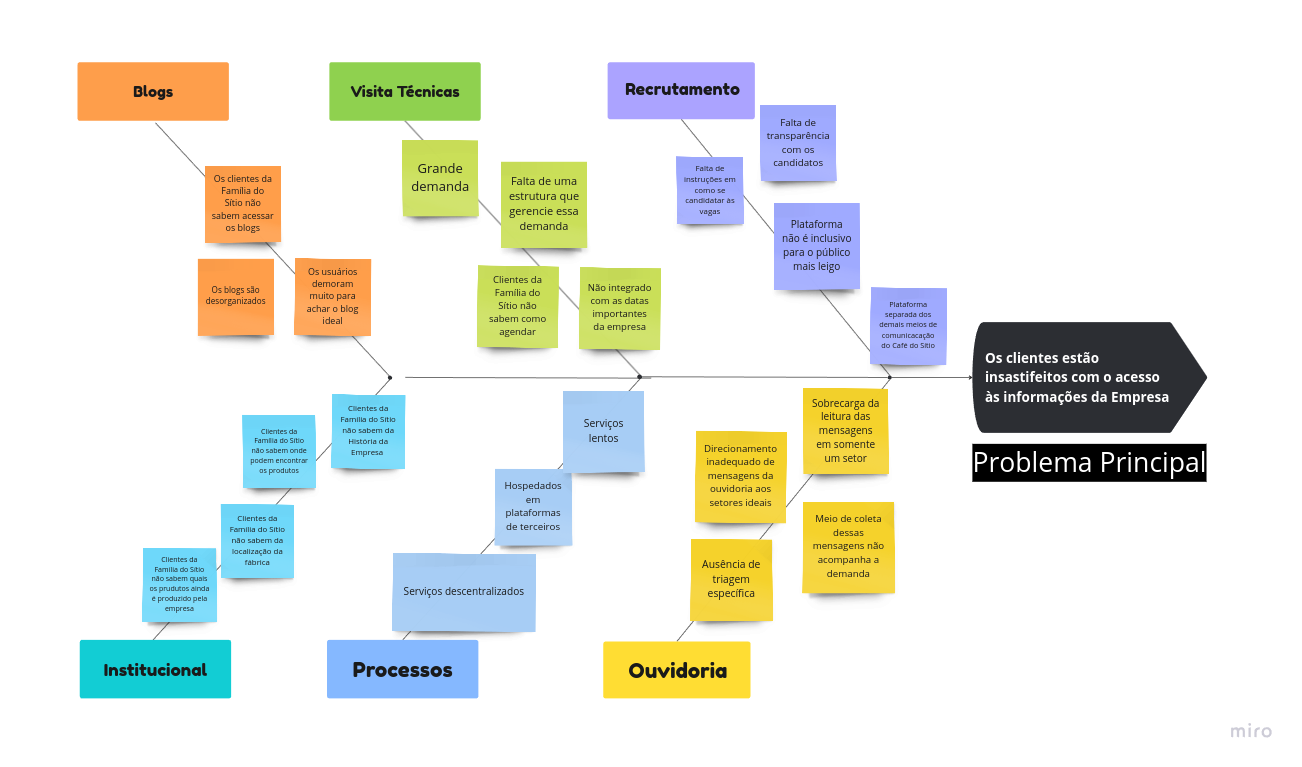 Blogs
Os clientes da
Família do
Sítio não
sabem acessar
os blogs
Os blogs são
desorganizados
Os usuários
demoram
muito para
achar o blog
ideal
Visita Técnicas
Grande
demanda
Falta de uma
estrutura que
gerencie essa
demanda
Clientes da
Família do
Sítio não
sabem como
agendar
Não integrado
com as datas
importantes
da empresa
Recrutamento
Falta de
transparência
com os
candidatos
Falta de
instruções em
como se
candidatar às
vagas
Plataforma
não é inclusivo
para o público
mais leigo
Plataforma
separada dos
demais meios de
comunicacação
do Café do Sítio
Os clientes estão
insastifeitos com o acesso
às informações da Empresa
Problema Principal
Clientes da
Família do Sítio
não sabem da
História da
Empresa
Clientes da
Família do Sítio
não sabem onde
podem encontrar
os produtos
Clientes da
Família do Sítio
não sabem da
localização da
fábrica
Clientes da
Família do Sítio
não sabem quais
os prudutos ainda
é produzido pela
empresa
Institucional
Serviços
lentos
Hospedados
em
plataformas
de terceiros
Serviços descentralizados
Processos
Sobrecarga da
leitura das
mensagens
em somente
um setor
Direcionamento
inadequado de
mensagens da
ouvidoria aos
setores ideais
Meio de coleta
dessas
mensagens não
acompanha a
demanda
Ausência de
triagem
específica
Ouvidoria
miro